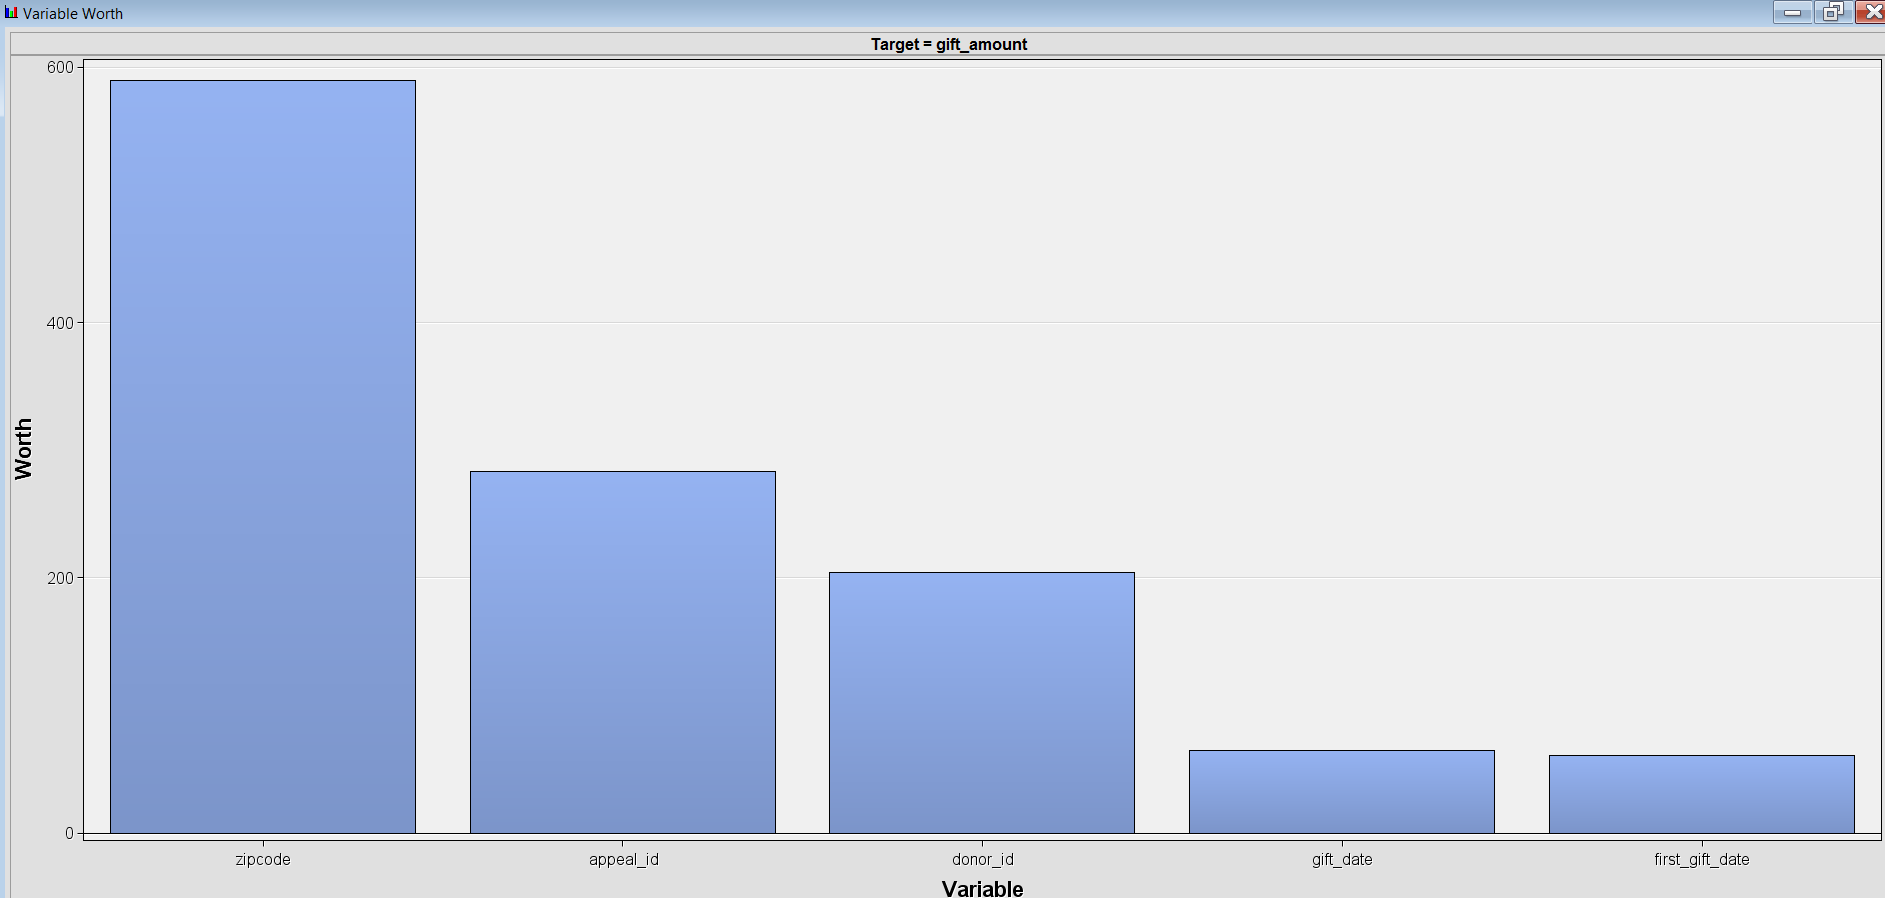 Variable Worth
Target = gift_amount
600
400
200
0
Worth
zipcode appeal_id donor_id gift_date first_gift_date
Variable